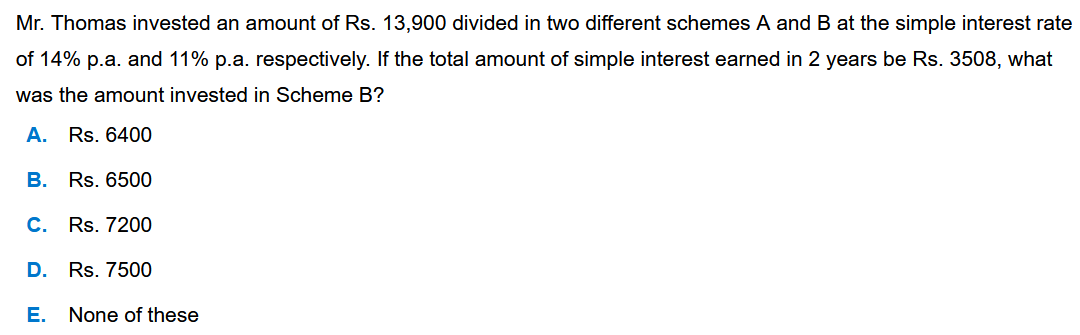 Mr. Thomas invested an amount of Rs. 13,900 divided in two different schemes A and B at the simple interest rate
of 14% p.a. and 11% p.a. respectively. If the total amount of simple interest earned in 2 years be Rs. 3508, what
was the amount invested in Scheme B?
A. Rs. 6400
B. Rs. 6500
C. Rs. 7200
D. Rs. 7500
E. None of these